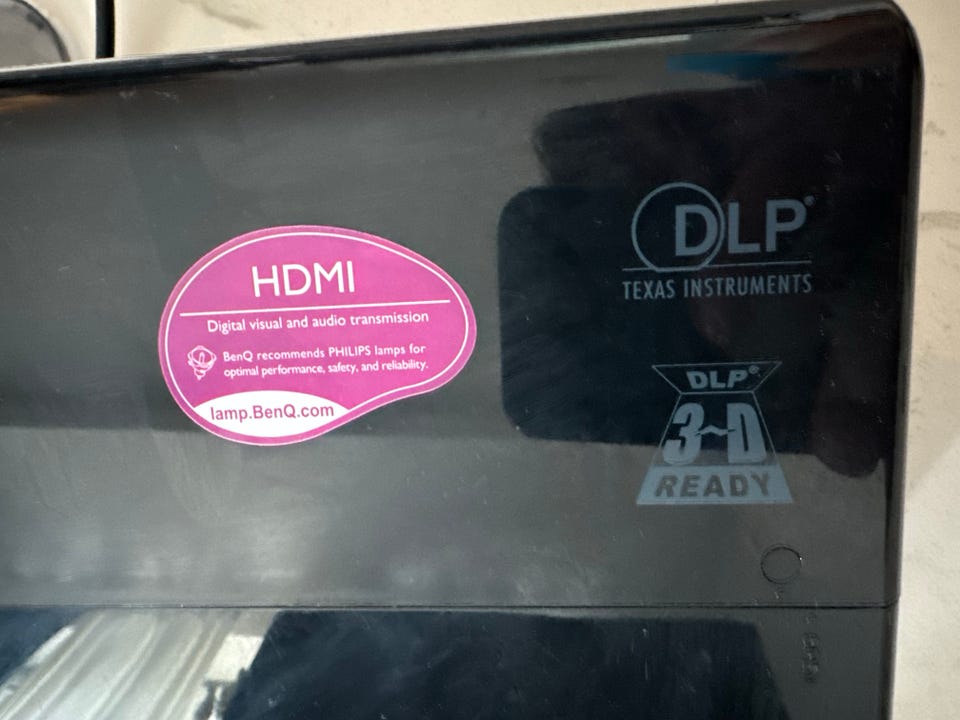 HDMI
Digital visual and audio transmission
BenQ recommends PHILIPS lamps for
optimal performance, safety, and reliability.
lamp.BenQ.com
DLP®
TEXAS INSTRUMENTS
DLP®
3-D
READY